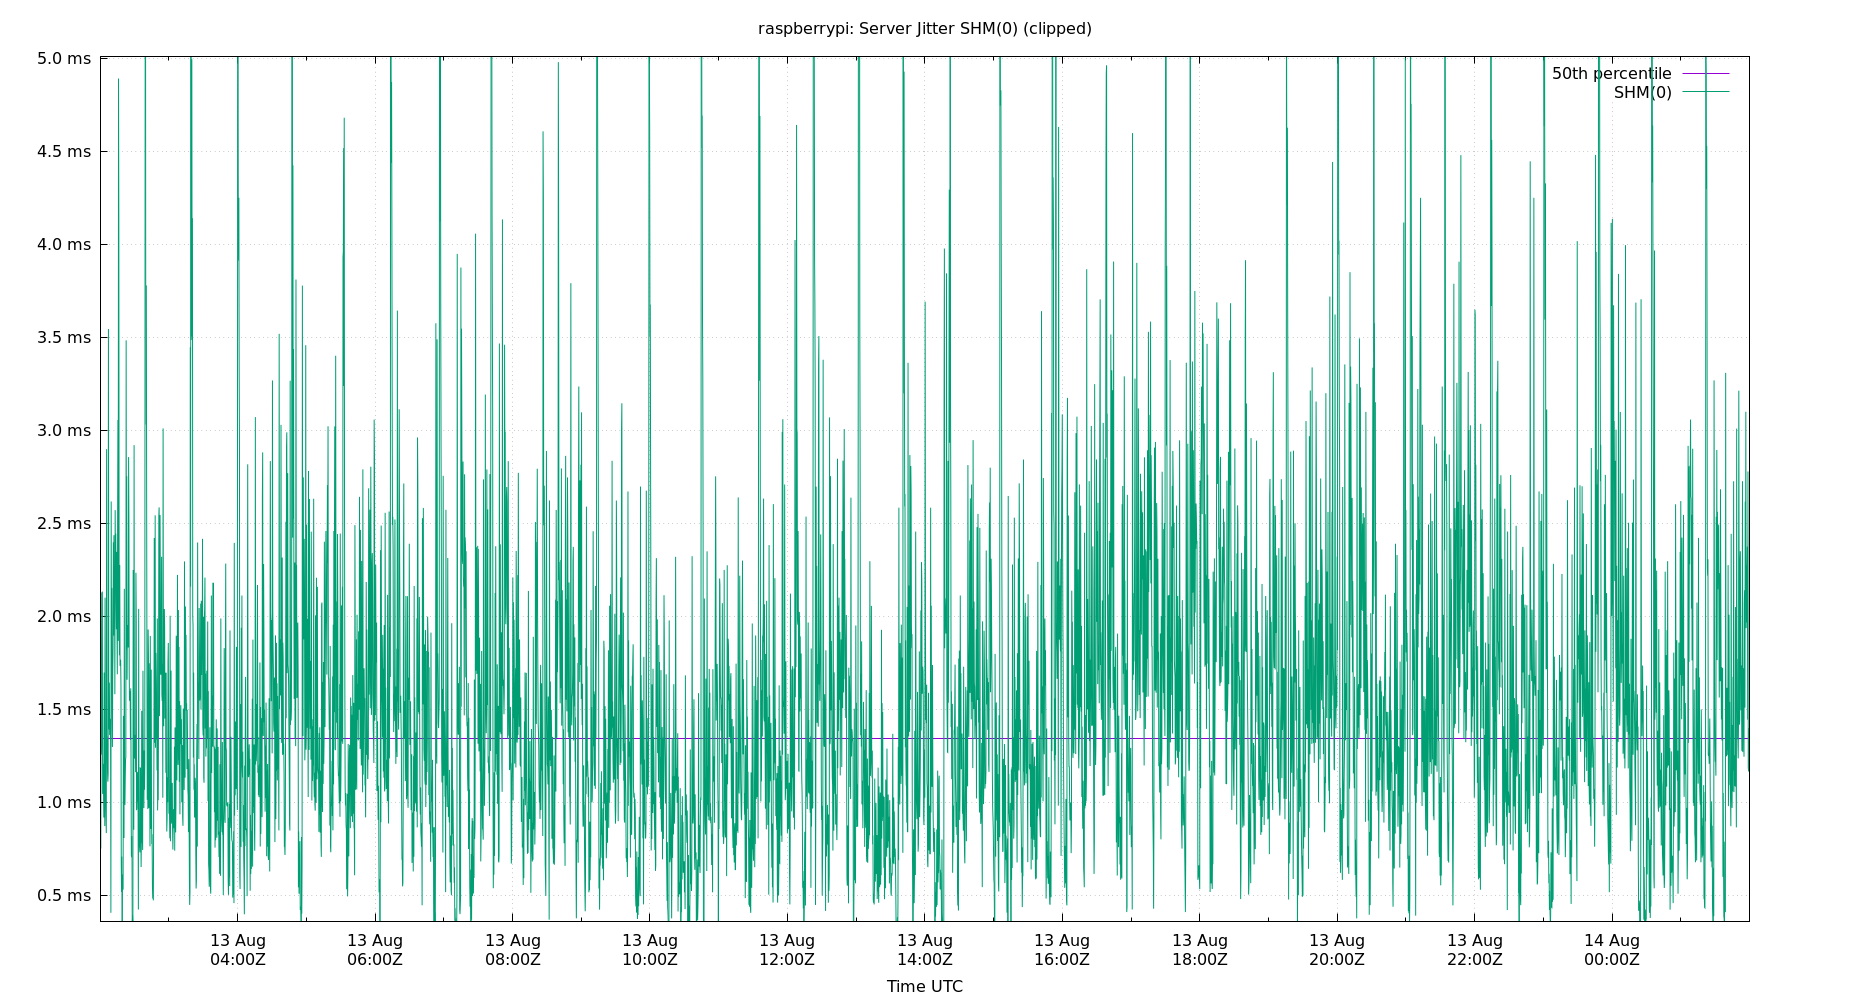 raspberrypi: Server Jitter SHM(0) (clipped)
5.0 ms
4.5 ms
4.0 ms
3.5 ms
3.0 ms
2.5 ms
2.0 ms
1.5 ms
1.0 ms
0.5 ms
50th percentile
SHM(0)
13 Aug 13 Aug 13 Aug 13 Aug 13 Aug 13 Aug 13 Aug 13 Aug 13 Aug 13 Aug 14 Aug
04:00Z 06:00Z 08:00Z 10:00Z 12:00Z 14:00Z 16:00Z 18:00Z 20:00Z 22:00Z 00:00Z
Time UTC